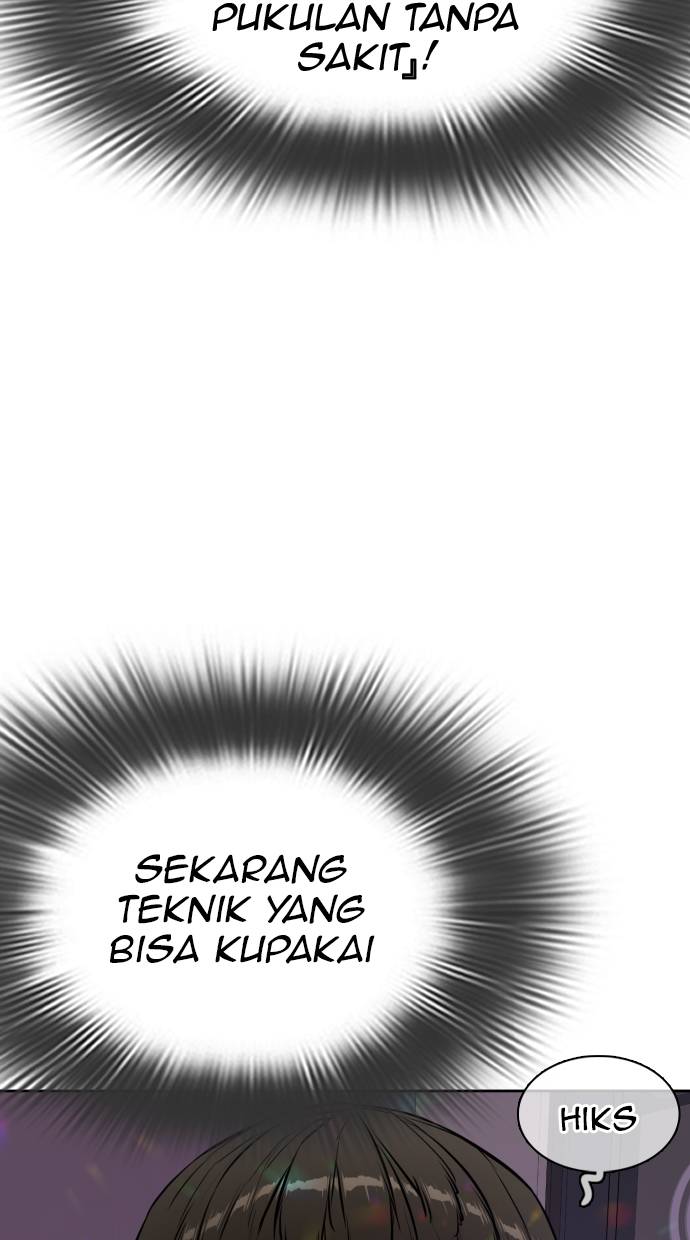 PUKULAN TANPA
SAKIT』!
SEKARANG
TEKNIK YANG
BISA KUPAKAI
HIKS